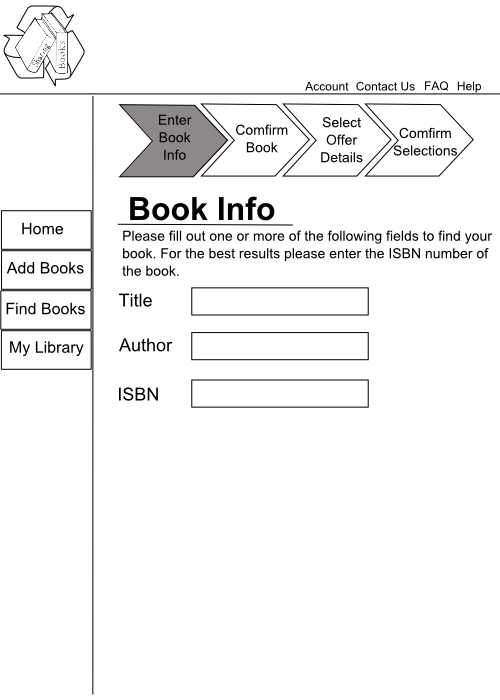 Sharing
Books
Account Contact Us FAQ Help
Enter
Book
Info
Comfirm
Book
Select
Offer
Details
Comfirm
Selections
Home
Add Books
Find Books
My Library
Book Info
Please fill out one or more of the following fields to find your
book. For the best results please enter the ISBN number of
the book.
Title
Author
ISBN